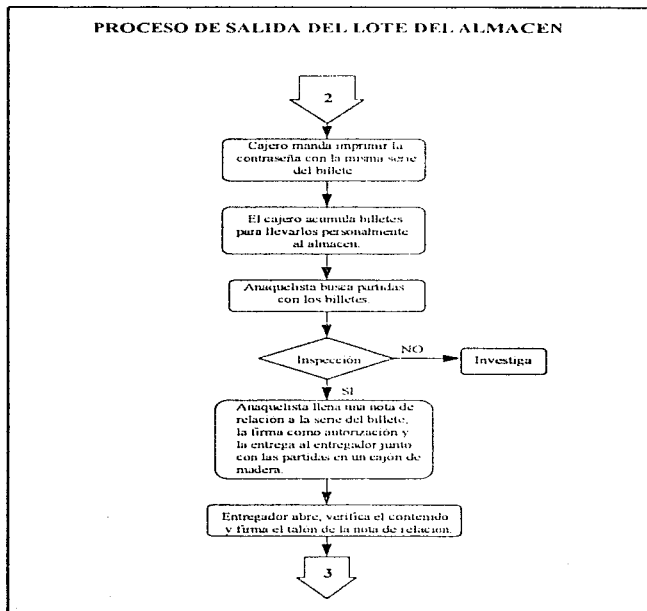 PROCESO DE SALIDA DEL LOTE DEL ALMACEN
2
Cajero manda imprimir la
contraseña con la misma serie
del billete
El cajero acumula billetes
para llevarlos personalmente
al almacen.
Anaquelista busca partidas
con los billetes.
Inspección
NO
Investiga
SI
Anaquelista llena una nota de
relación a la serie del billete,
la firma como autorización y
la entrega al entregador junto
con las partidas en un cajón de
madera.
Entregador abre, verifica el contenido
y firma el talón de la nota de relación.
3